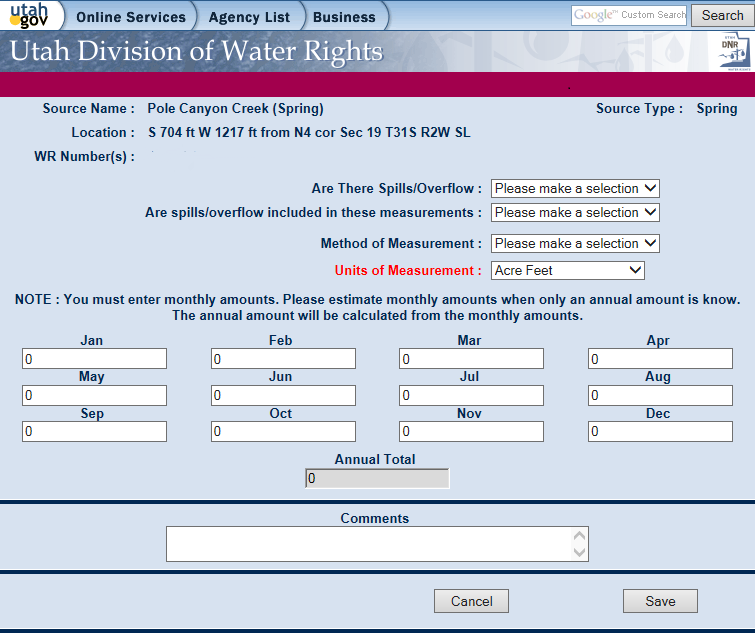 utah
gov
Online Services
Agency List
Business
Google™ Custom Search
Search
Utah Division of Water Rights
UTAH
DNR
WATER RIGHTS
Source Name : Pole Canyon Creek (Spring)
Source Type : Spring
Location : S 704 ft W 1217 ft from N4 cor Sec 19 T31S R2W SL
WR Number(s) :
Are There Spills/Overflow : Please make a selection
Are spills/overflow included in these measurements : Please make a selection
Method of Measurement : Please make a selection
Units of Measurement : Acre Feet
NOTE : You must enter monthly amounts. Please estimate monthly amounts when only an annual amount is know.
The annual amount will be calculated from the monthly amounts.
Jan Feb Mar Apr
0 0 0 0
May Jun Jul Aug
0 0 0 0
Sep Oct Nov Dec
0 0 0 0
Annual Total
0
Comments
Cancel Save